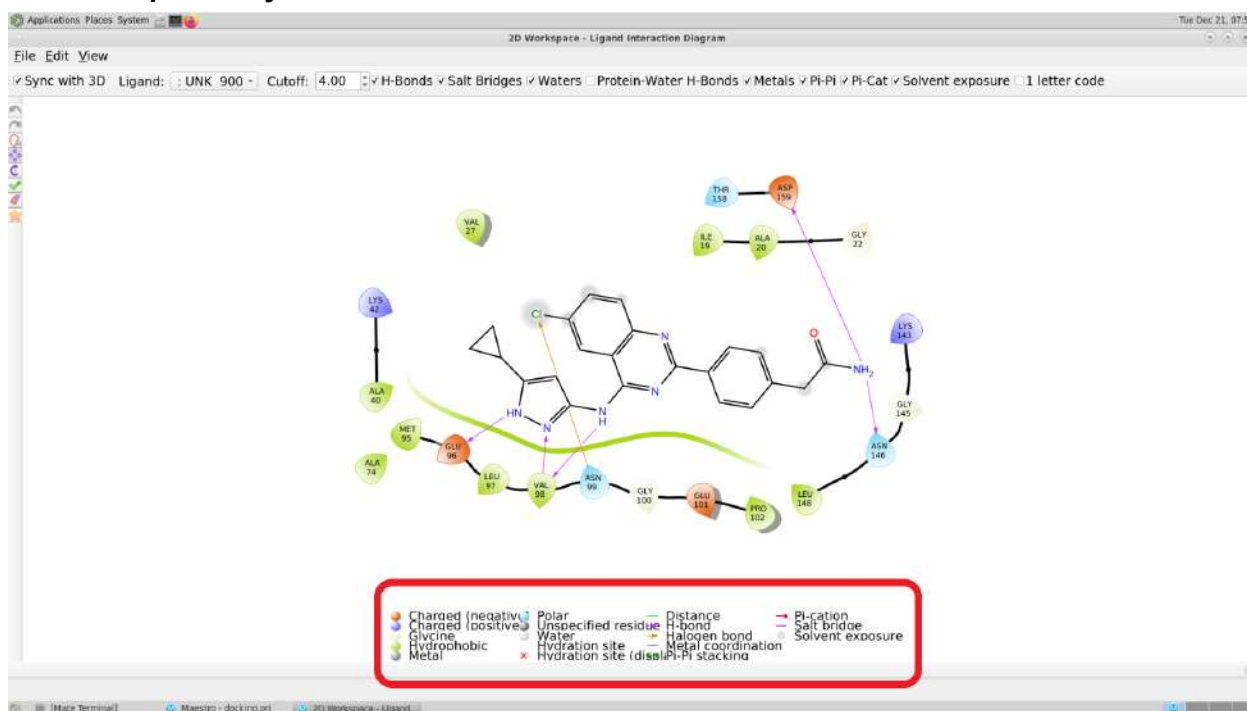 Applications Places System
Tue Dec 21, 07:5
2D Workspace - Ligand Interaction Diagram
File Edit View
Sync with 3D Ligand: : UNK 900 Cutoff: 4.00 H-Bonds Salt Bridges Waters Protein-Water H-Bonds Metals Pi-Pi Pi-Cat Solvent exposure 1 letter code
THR
158
ASP
159
VAL
27
ILE
19
ALA
20
GLY
22
LYS
42
Cl
LYS
143
N
O
NH2
N
ALA
40
HN
N
N
H
GLY
145
MET
95
GLU
96
ASN
146
ALA
74
LEU
97
VAL
98
ASN
99
GLY
100
GLU
101
LEU
148
PRO
102
Charged (negativ Polar Distance Pi-cation
Charged (positive Unspecified residue H-bond Salt bridge
Glycine Water Halogen bond Solvent exposure
Hydrophobic Hydration site Metal coordination
Metal Hydration site (displ Pi-Pi stacking
[Mate Terminal] Maestro - docking.prj 2D Workspace - Ligand...